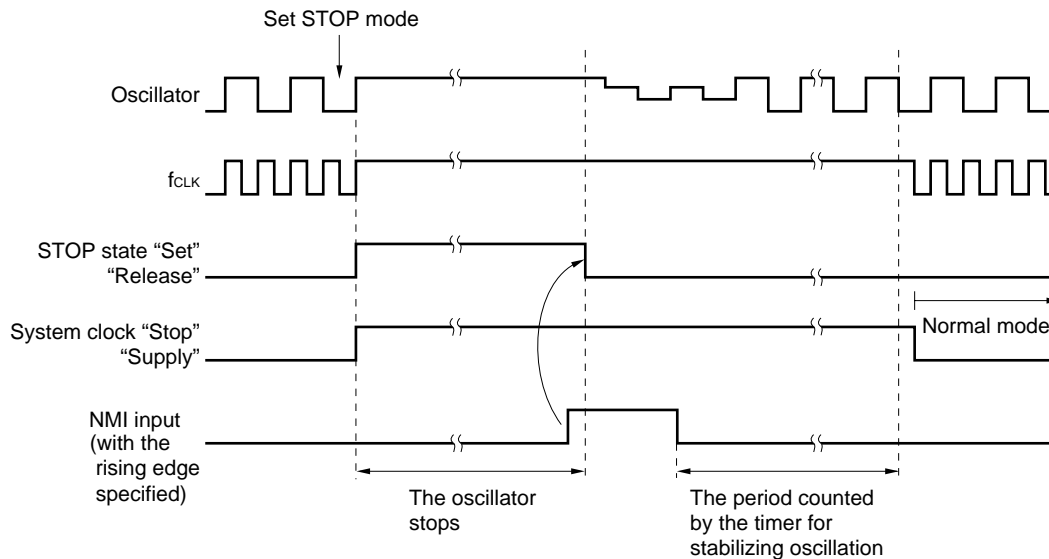 Set STOP mode
Oscillator
fCLK
STOP state “Set”
“Release”
System clock “Stop”
“Supply”
Normal mode
NMI input
(with the
rising edge
specified)
The oscillator
stops
The period counted
by the timer for
stabilizing oscillation